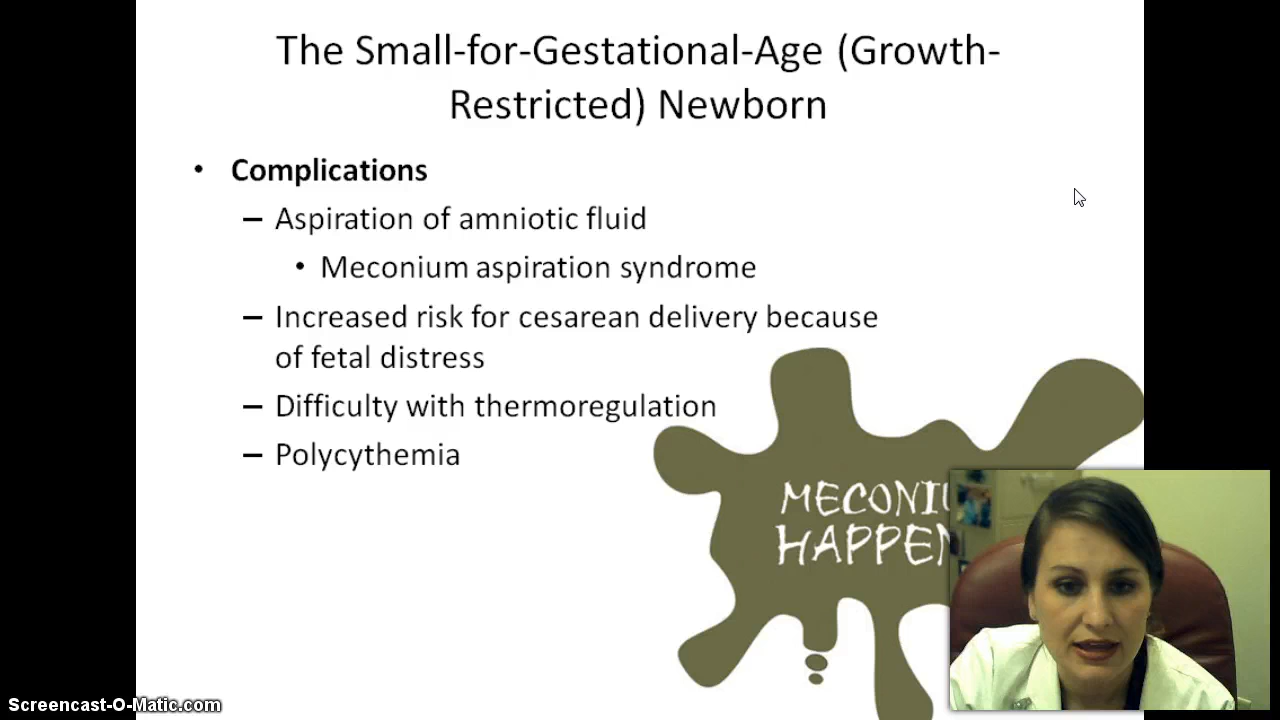 The Small-for-Gestational-Age (Growth-
Restricted) Newborn
• Complications
– Aspiration of amniotic fluid
• Meconium aspiration syndrome
– Increased risk for cesarean delivery because
of fetal distress
– Difficulty with thermoregulation
– Polycythemia
MECONIU
HAPPEN
Screencast-O-Matic.com